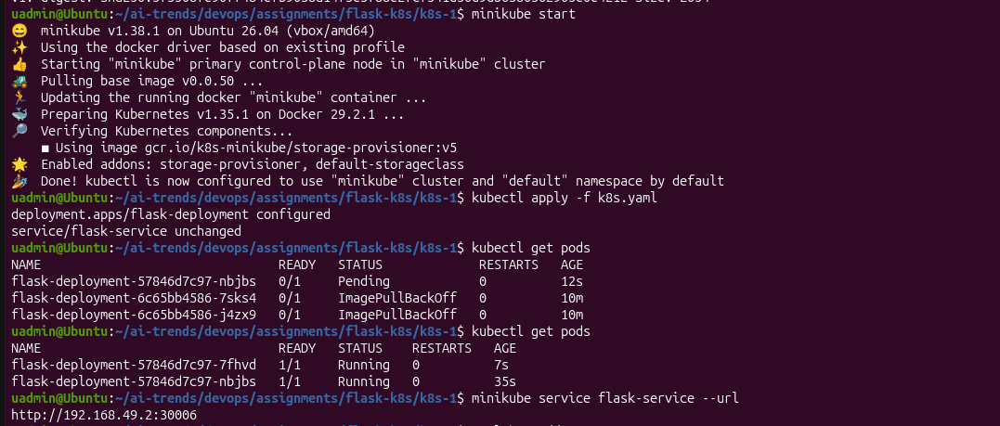 uadmin@Ubuntu:~/ai-trends/devops/assignments/flask-k8s/k8s-1$ minikube start
😄  minikube v1.38.1 on Ubuntu 26.04 (vbox/amd64)
✨  Using the docker driver based on existing profile
👍  Starting "minikube" primary control-plane node in "minikube" cluster
🚜  Pulling base image v0.0.50 ...
🏃  Updating the running docker "minikube" container ...
🐳  Preparing Kubernetes v1.35.1 on Docker 29.2.1 ...
🔎  Verifying Kubernetes components...
    ▪ Using image gcr.io/k8s-minikube/storage-provisioner:v5
🌟  Enabled addons: storage-provisioner, default-storageclass
🎉  Done! kubectl is now configured to use "minikube" cluster and "default" namespace by default
uadmin@Ubuntu:~/ai-trends/devops/assignments/flask-k8s/k8s-1$ kubectl apply -f k8s.yaml
deployment.apps/flask-deployment configured
service/flask-service unchanged
uadmin@Ubuntu:~/ai-trends/devops/assignments/flask-k8s/k8s-1$ kubectl get pods
NAME                                READY   STATUS             RESTARTS   AGE
flask-deployment-57846d7c97-nbjbs   0/1     Pending            0          12s
flask-deployment-6c65bb4586-7sks4   0/1     ImagePullBackOff   0          10m
flask-deployment-6c65bb4586-j4zx9   0/1     ImagePullBackOff   0          10m
uadmin@Ubuntu:~/ai-trends/devops/assignments/flask-k8s/k8s-1$ kubectl get pods
NAME                                READY   STATUS    RESTARTS   AGE
flask-deployment-57846d7c97-7fhvd   1/1     Running   0          7s
flask-deployment-57846d7c97-nbjbs   1/1     Running   0          35s
uadmin@Ubuntu:~/ai-trends/devops/assignments/flask-k8s/k8s-1$ minikube service flask-service --url
http://192.168.49.2:30006